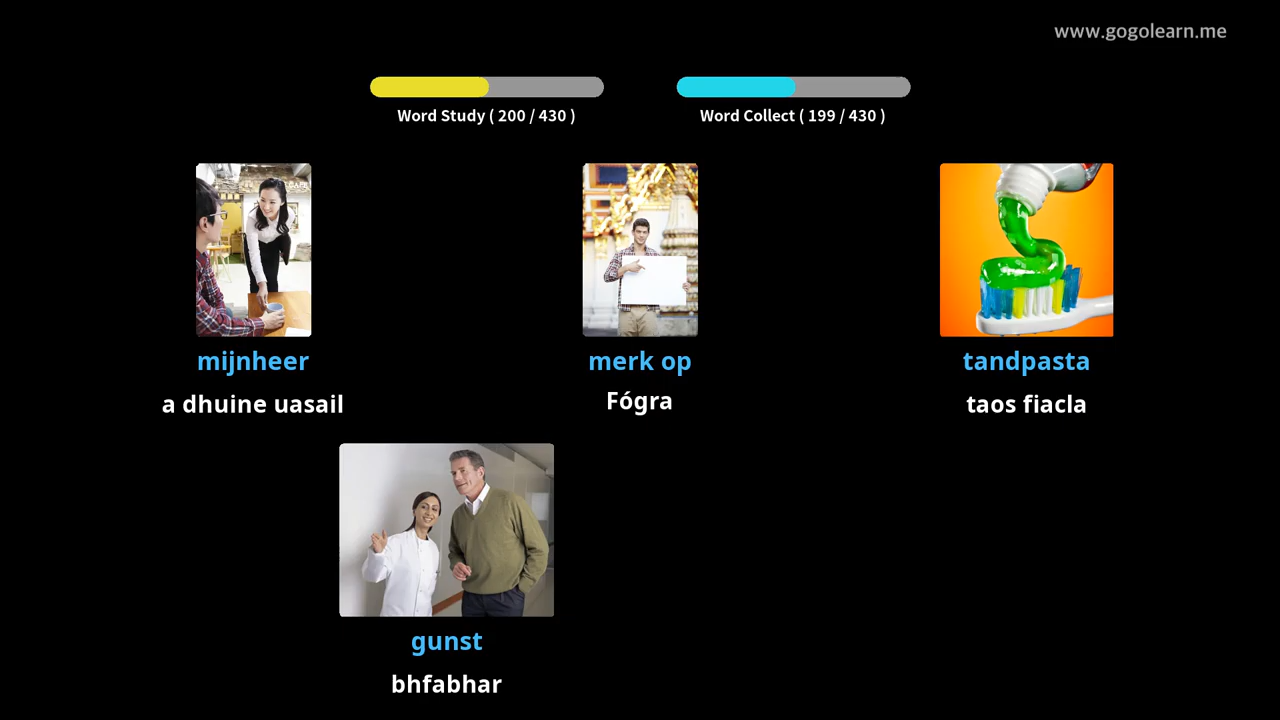 www.gogolearn.me
Word Study ( 200 / 430 )
Word Collect ( 199 / 430 )
mijnheer
a dhuine uasail
merk op
Fógra
tandpasta
taos fiacla
gunst
bhfabhar